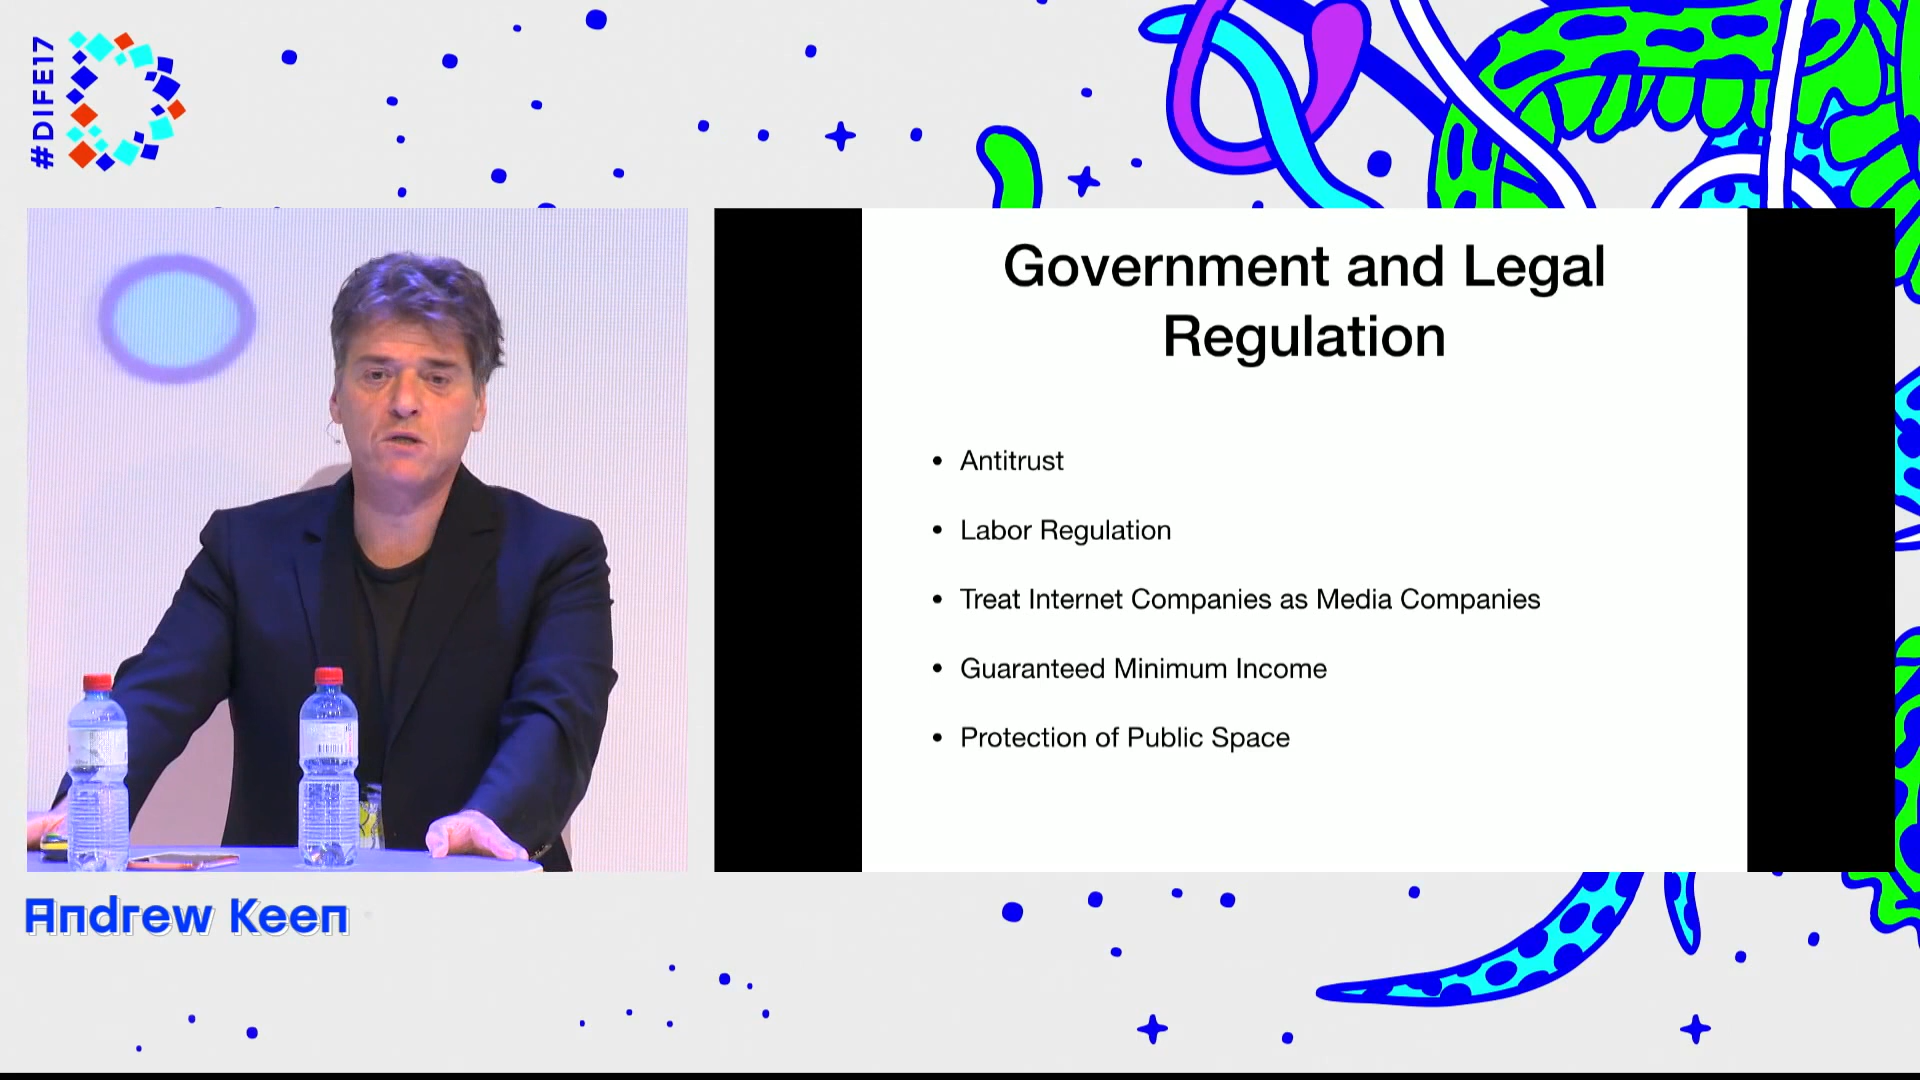 #DIFE17
Government and Legal
Regulation
• Antitrust
• Labor Regulation
• Treat Internet Companies as Media Companies
• Guaranteed Minimum Income
• Protection of Public Space
Andrew Keen